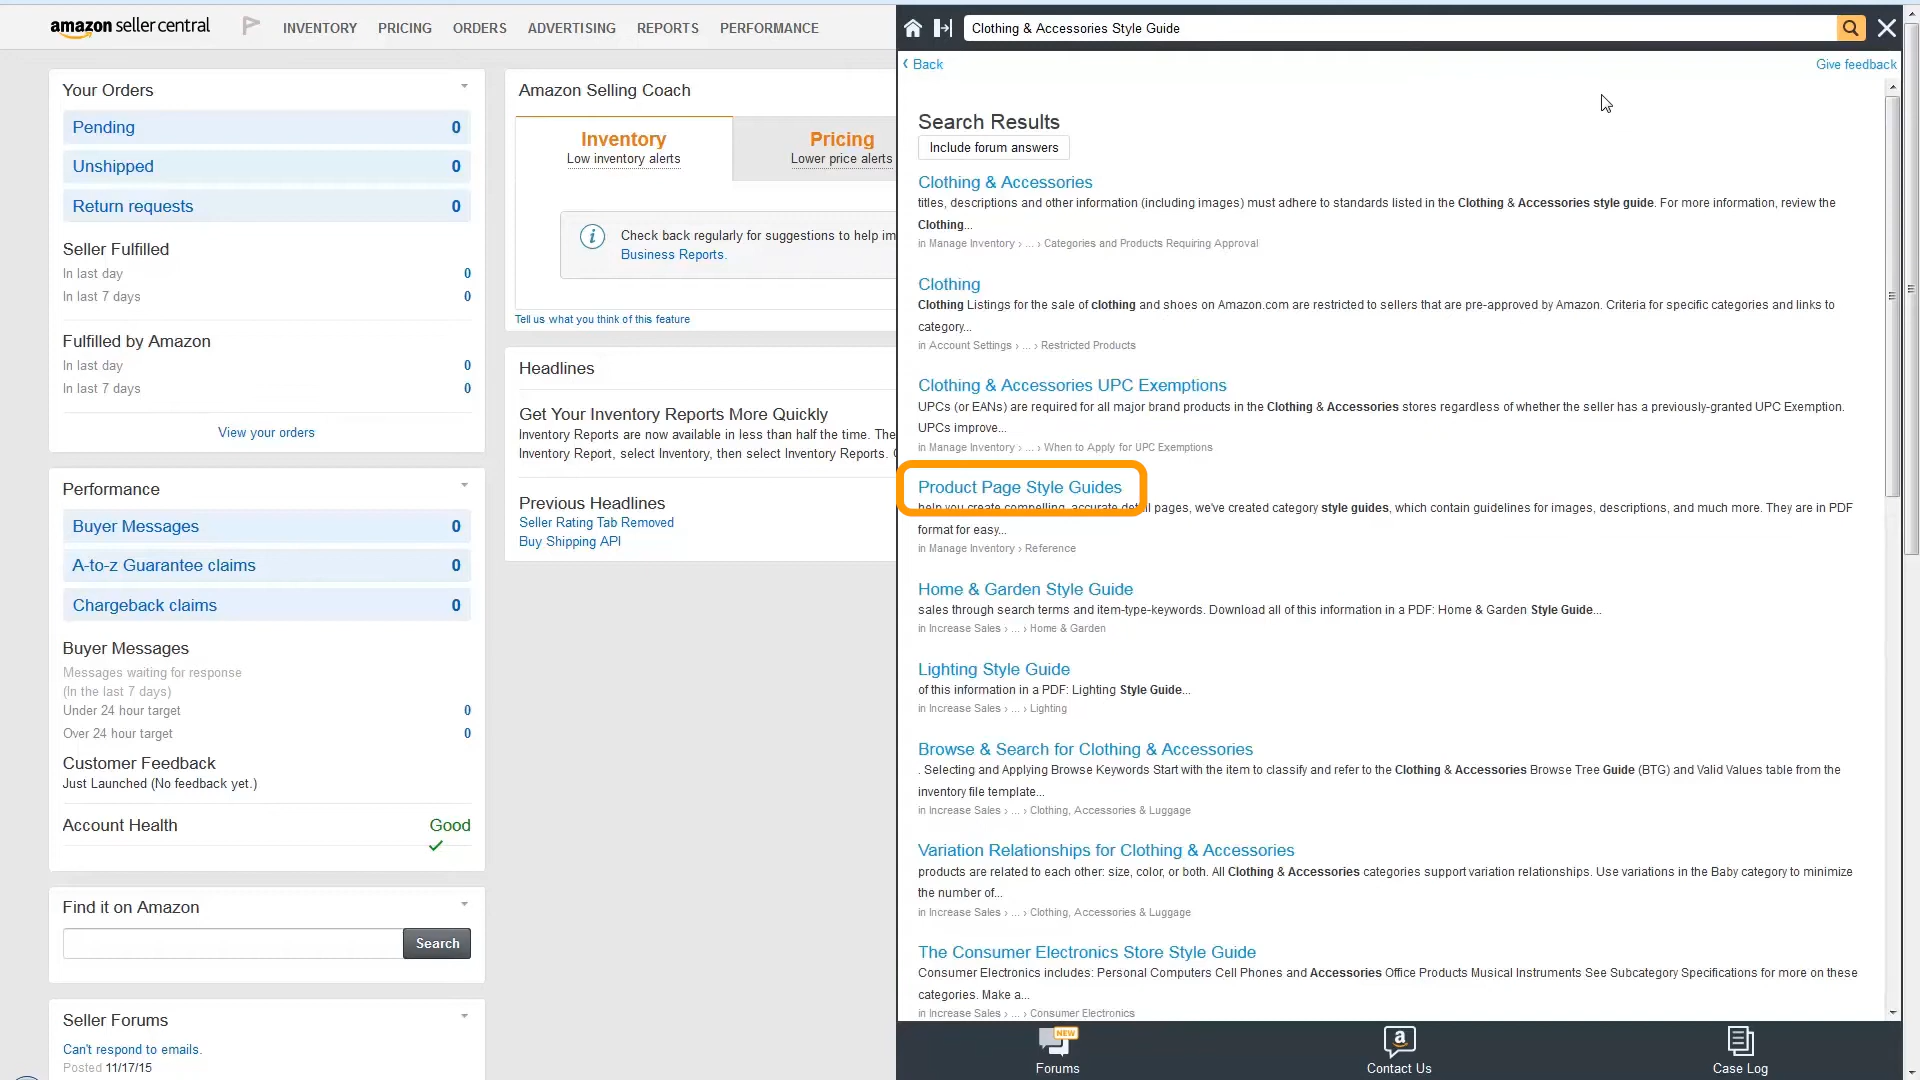 amazon seller central
INVENTORY PRICING ORDERS ADVERTISING REPORTS PERFORMANCE
Your Orders
Pending 0
Unshipped 0
Return requests 0
Seller Fulfilled
In last day 0
In last 7 days 0
Fulfilled by Amazon
In last day 0
In last 7 days 0
View your orders
Performance
Buyer Messages 0
A-to-z Guarantee claims 0
Chargeback claims 0
Buyer Messages
Messages waiting for response
(In the last 7 days)
Under 24 hour target 0
Over 24 hour target 0
Customer Feedback
Just Launched (No feedback yet.)
Account Health Good
Find it on Amazon
Search
Seller Forums
Can't respond to emails.
Posted 11/17/15
Amazon Selling Coach
Inventory
Low inventory alerts
Pricing
Lower price alerts
Check back regularly for suggestions to help im
Business Reports.
Tell us what you think of this feature
Headlines
Get Your Inventory Reports More Quickly
Inventory Reports are now available in less than half the time. The
Inventory Report, select Inventory, then select Inventory Reports.
Previous Headlines
Seller Rating Tab Removed
Buy Shipping API
Clothing & Accessories Style Guide
‹ Back
Give feedback
Search Results
Include forum answers
Clothing & Accessories
titles, descriptions and other information (including images) must adhere to standards listed in the Clothing & Accessories style guide. For more information, review the
Clothing...
in Manage Inventory › ... › Categories and Products Requiring Approval
Clothing
Clothing Listings for the sale of clothing and shoes on Amazon.com are restricted to sellers that are pre-approved by Amazon. Criteria for specific categories and links to
category...
in Account Settings › ... › Restricted Products
Clothing & Accessories UPC Exemptions
UPCs (or EANs) are required for all major brand products in the Clothing & Accessories stores regardless of whether the seller has a previously-granted UPC Exemption.
UPCs improve...
in Manage Inventory › ... › When to Apply for UPC Exemptions
Product Page Style Guides
help you create compelling, accurate detail pages, we've created category style guides, which contain guidelines for images, descriptions, and much more. They are in PDF
format for easy...
in Manage Inventory › Reference
Home & Garden Style Guide
sales through search terms and item-type-keywords. Download all of this information in a PDF: Home & Garden Style Guide...
in Increase Sales › ... › Home & Garden
Lighting Style Guide
of this information in a PDF: Lighting Style Guide...
in Increase Sales › ... › Lighting
Browse & Search for Clothing & Accessories
. Selecting and Applying Browse Keywords Start with the item to classify and refer to the Clothing & Accessories Browse Tree Guide (BTG) and Valid Values table from the
inventory file template...
in Increase Sales › ... › Clothing, Accessories & Luggage
Variation Relationships for Clothing & Accessories
products are related to each other: size, color, or both. All Clothing & Accessories categories support variation relationships. Use variations in the Baby category to minimize
the number of...
in Increase Sales › ... › Clothing, Accessories & Luggage
The Consumer Electronics Store Style Guide
Consumer Electronics includes: Personal Computers Cell Phones and Accessories Office Products Musical Instruments See Subcategory Specifications for more on these
categories. Make a...
in Increase Sales › ... › Consumer Electronics
NEW
Forums
a
Contact Us
Case Log